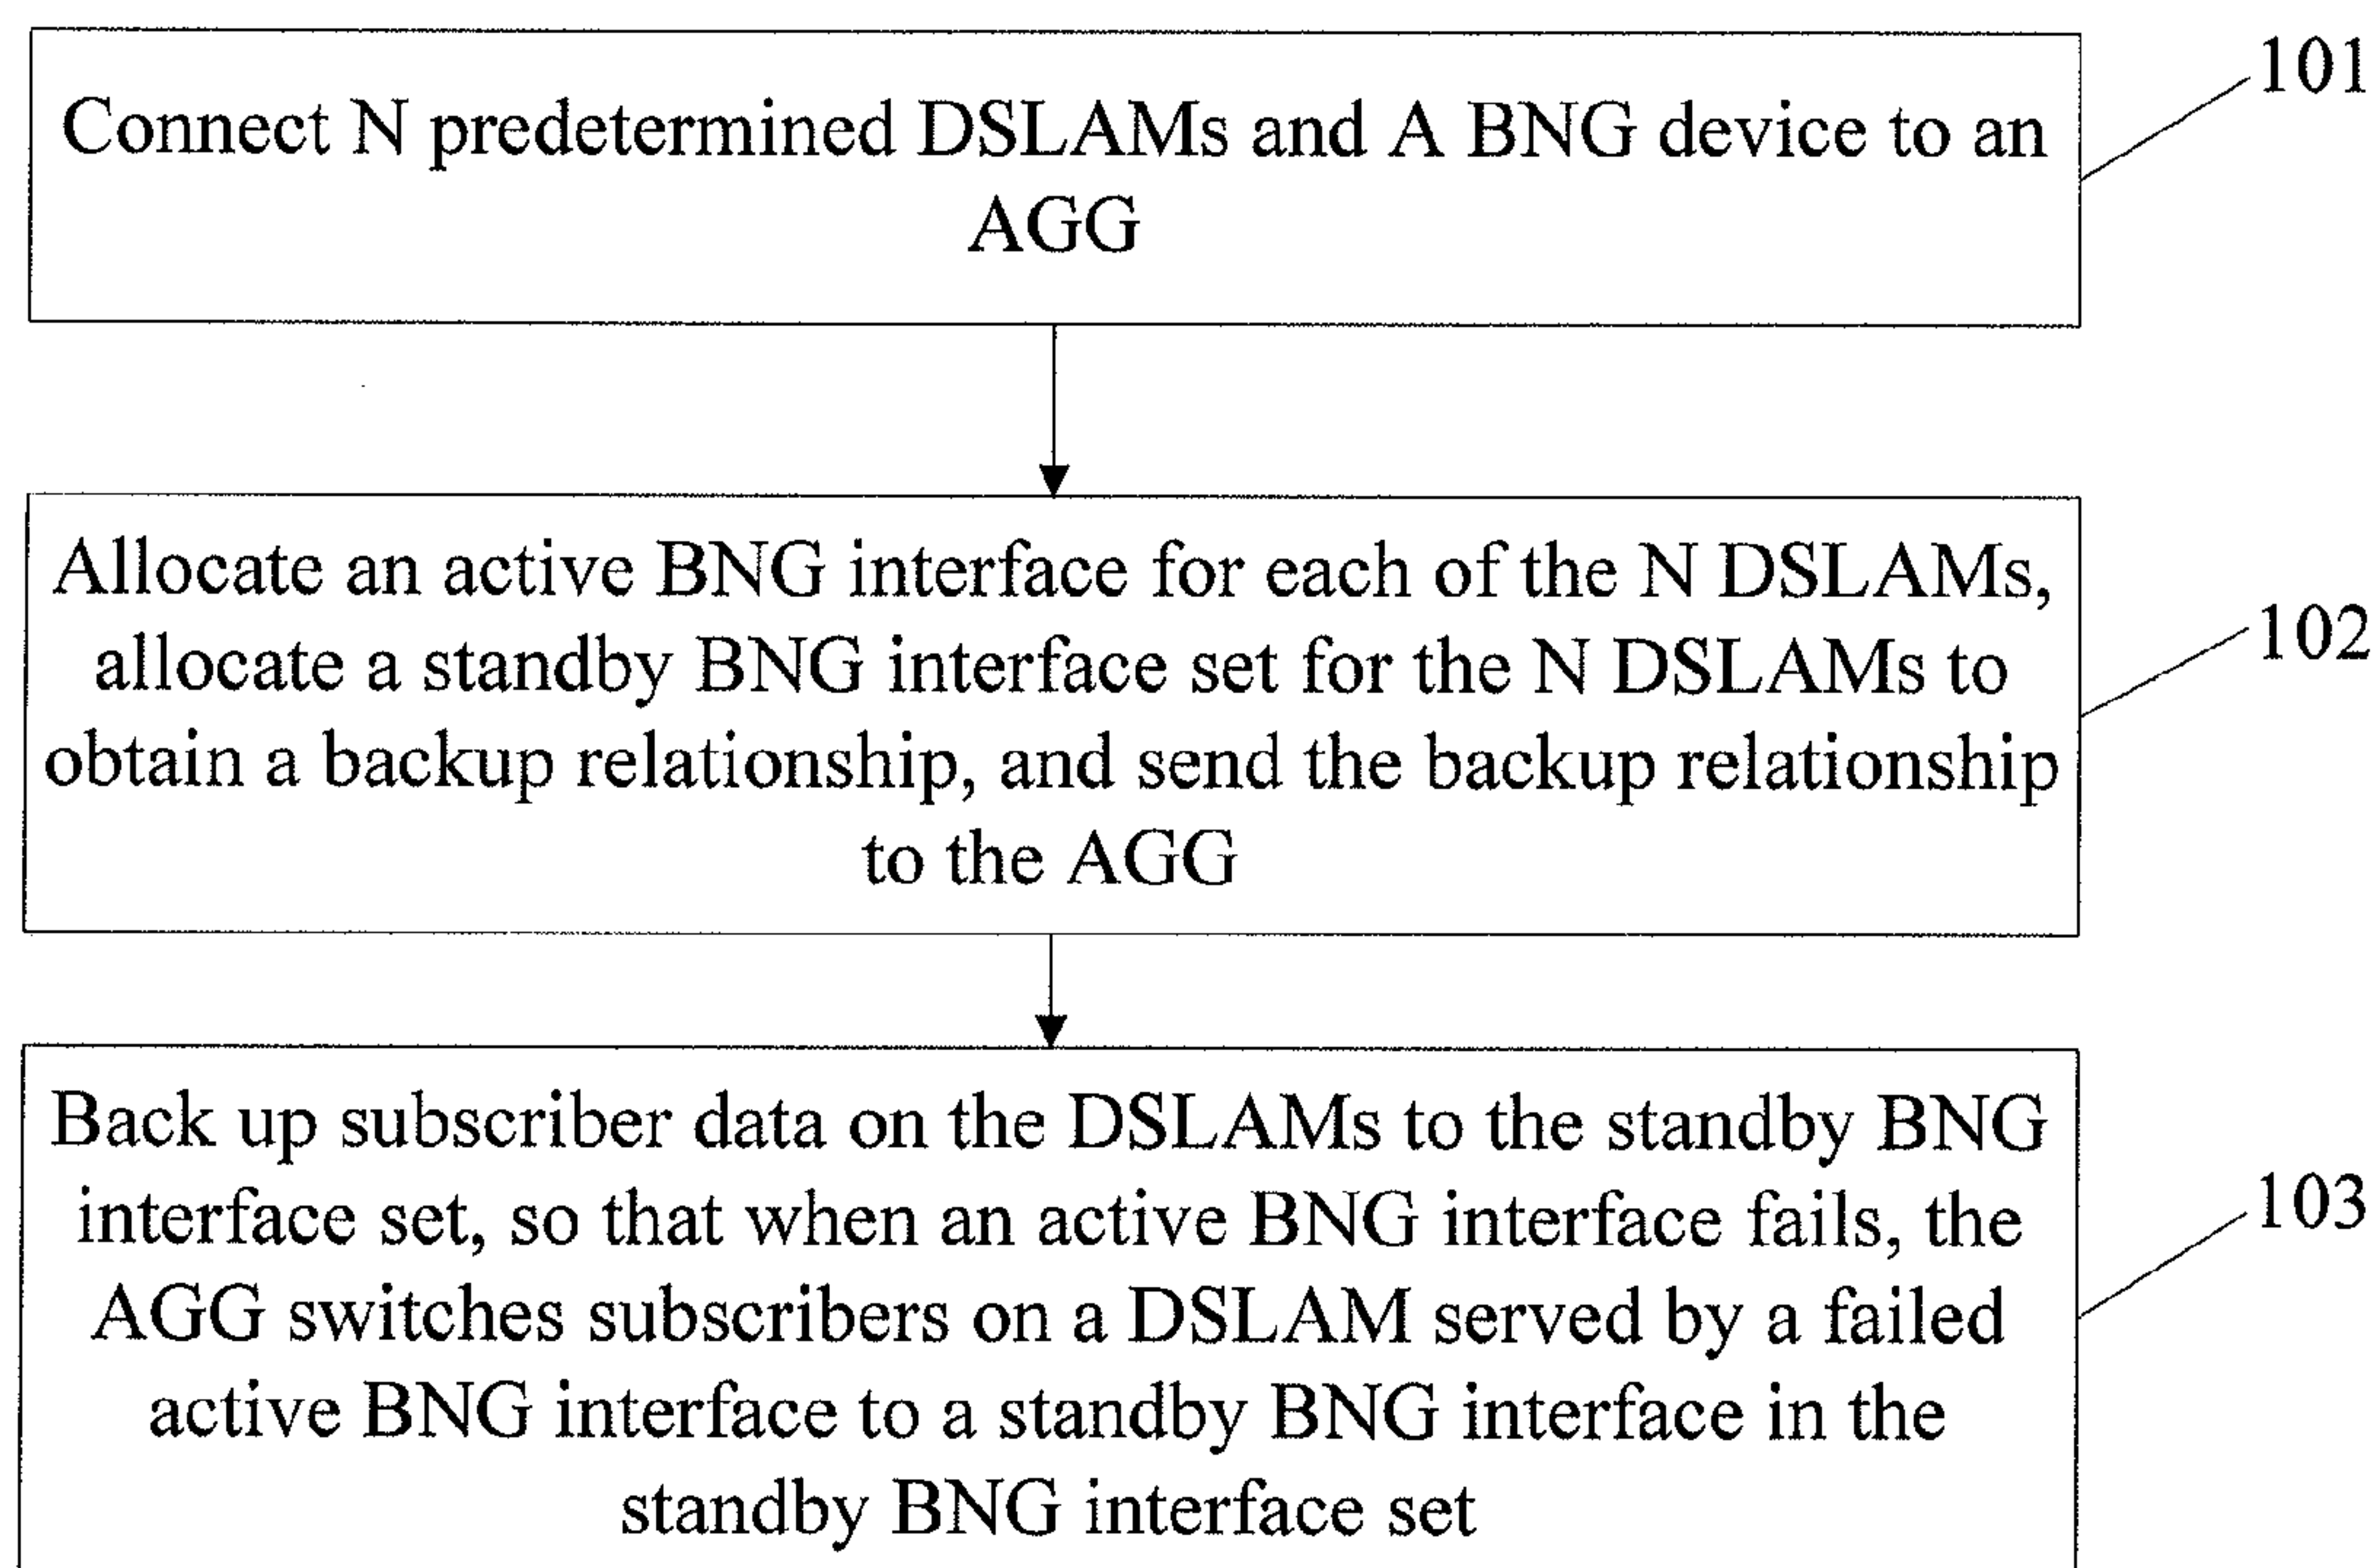 Connect N predetermined DSLAMs and A BNG device to an
AGG
101
Allocate an active BNG interface for each of the N DSLAMs,
allocate a standby BNG interface set for the N DSLAMs to
obtain a backup relationship, and send the backup relationship
to the AGG
102
Back up subscriber data on the DSLAMs to the standby BNG
interface set, so that when an active BNG interface fails, the
AGG switches subscribers on a DSLAM served by a failed
active BNG interface to a standby BNG interface in the
standby BNG interface set
103